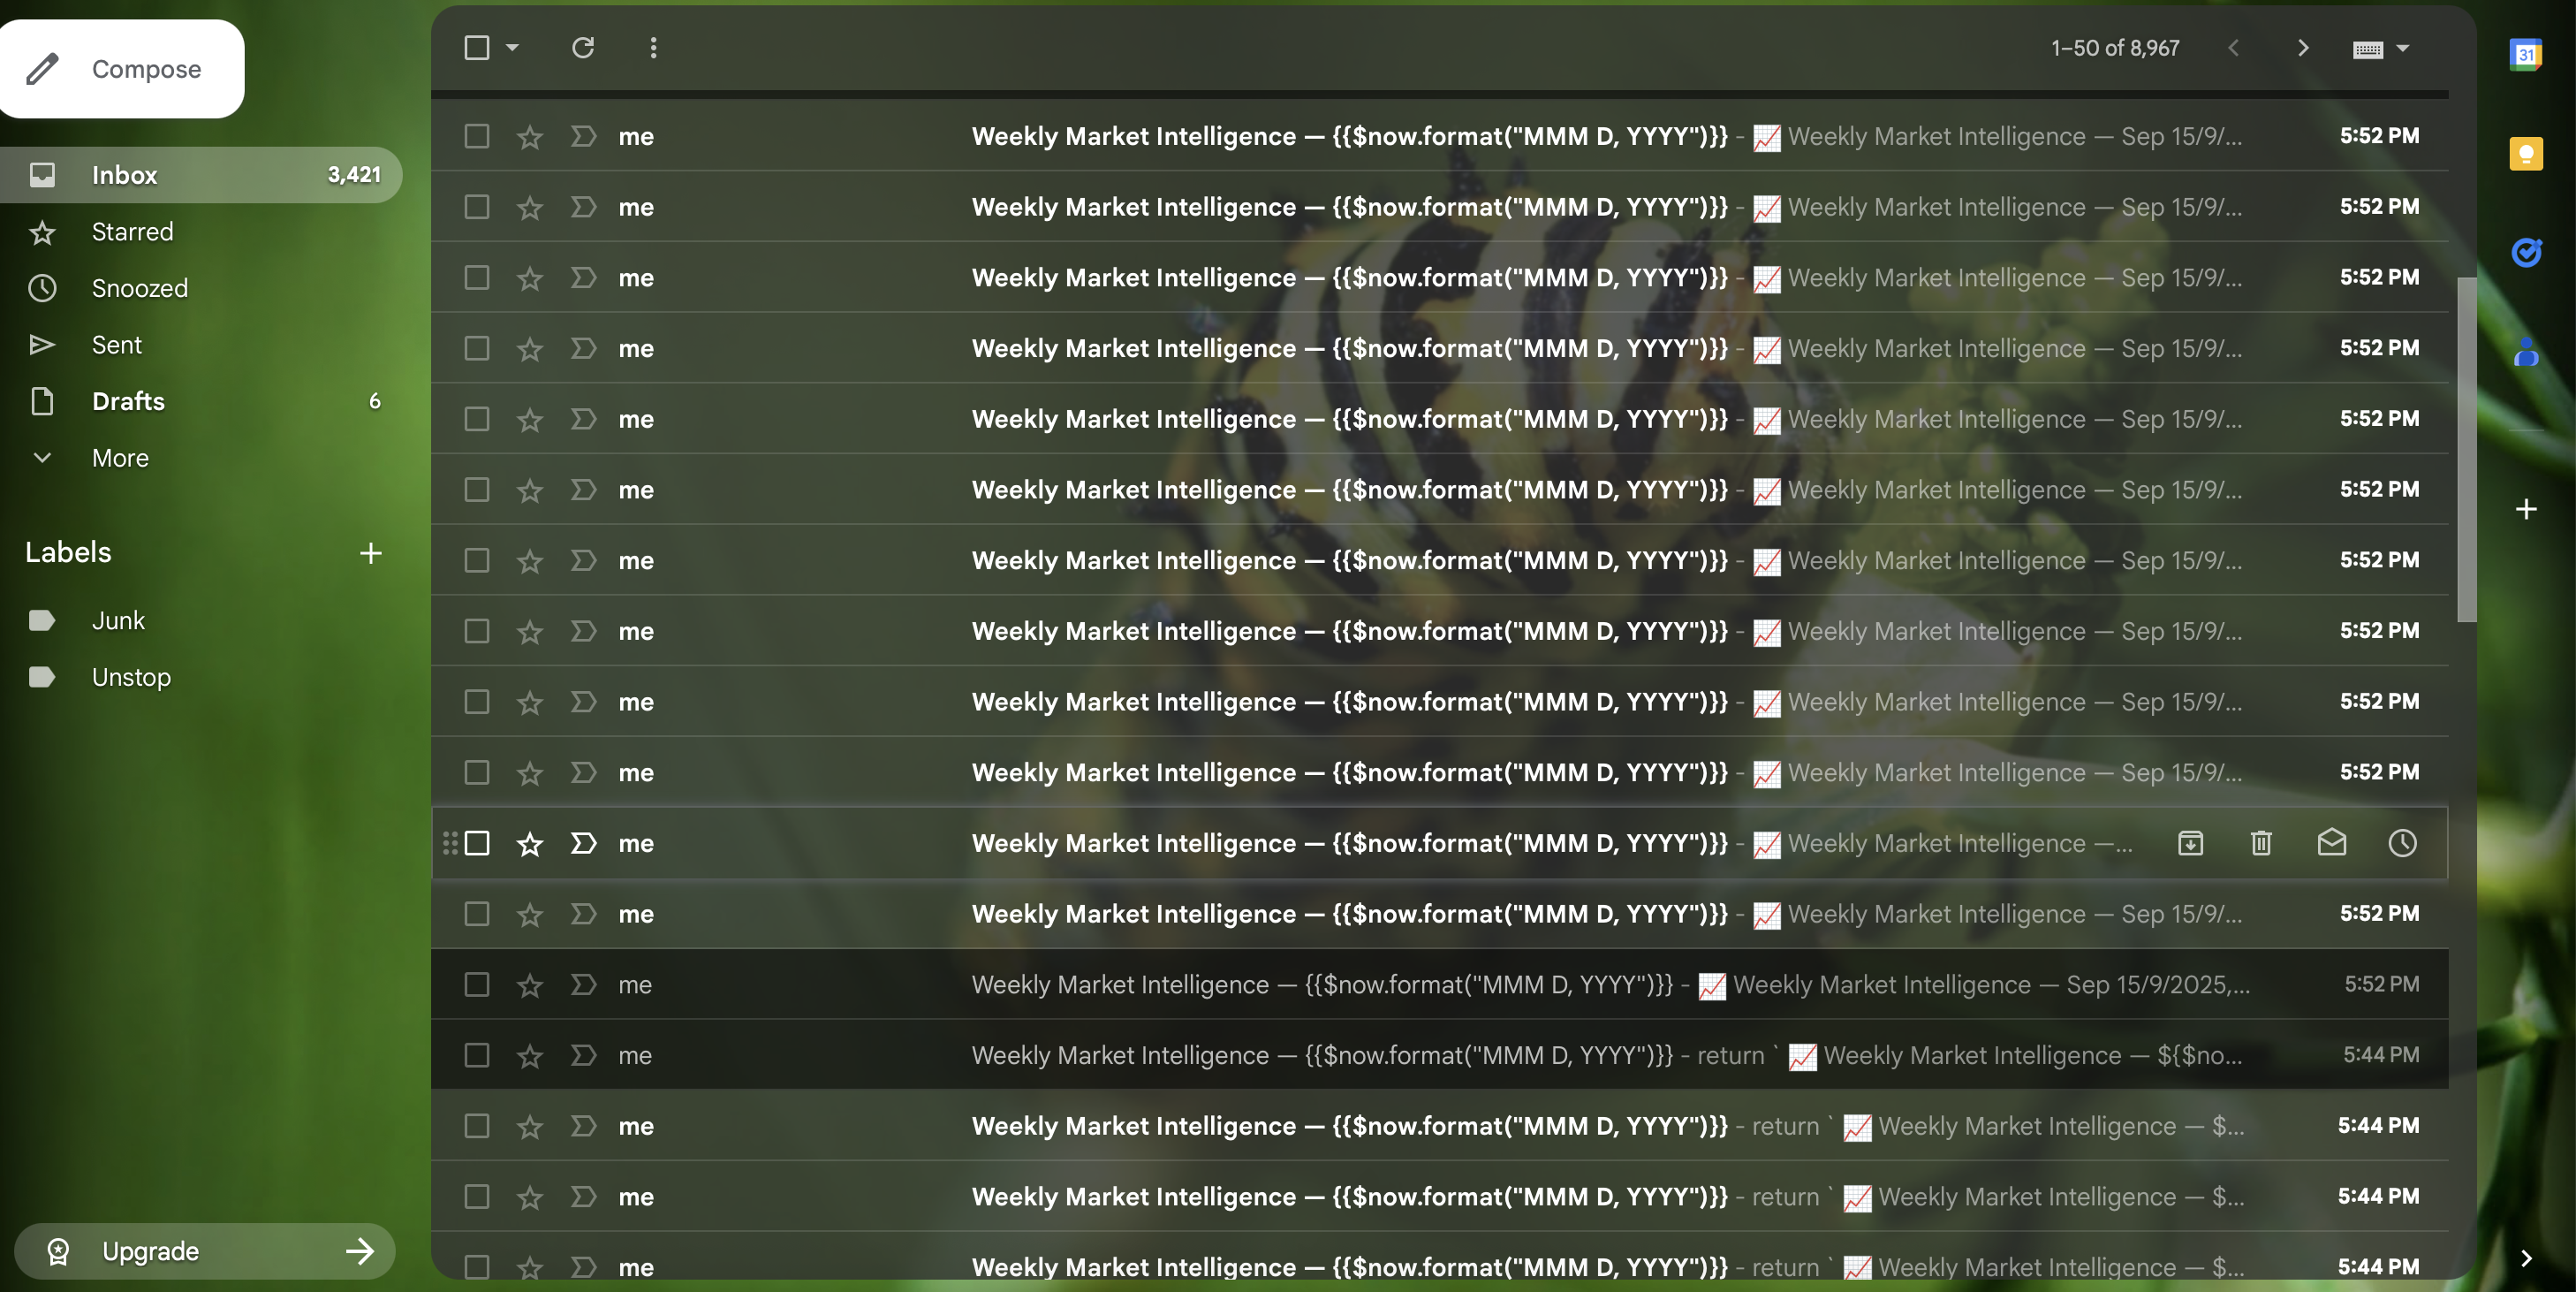 Compose
1–50 of 8,967
31
Inbox 3,421
Starred
Snoozed
Sent
Drafts 6
More
Labels
Junk
Unstop
Upgrade
me Weekly Market Intelligence — {{$now.format("MMM D, YYYY")}} - 📈 Weekly Market Intelligence — Sep 15/9/... 5:52 PM
me Weekly Market Intelligence — {{$now.format("MMM D, YYYY")}} - 📈 Weekly Market Intelligence — Sep 15/9/... 5:52 PM
me Weekly Market Intelligence — {{$now.format("MMM D, YYYY")}} - 📈 Weekly Market Intelligence — Sep 15/9/... 5:52 PM
me Weekly Market Intelligence — {{$now.format("MMM D, YYYY")}} - 📈 Weekly Market Intelligence — Sep 15/9/... 5:52 PM
me Weekly Market Intelligence — {{$now.format("MMM D, YYYY")}} - 📈 Weekly Market Intelligence — Sep 15/9/... 5:52 PM
me Weekly Market Intelligence — {{$now.format("MMM D, YYYY")}} - 📈 Weekly Market Intelligence — Sep 15/9/... 5:52 PM
me Weekly Market Intelligence — {{$now.format("MMM D, YYYY")}} - 📈 Weekly Market Intelligence — Sep 15/9/... 5:52 PM
me Weekly Market Intelligence — {{$now.format("MMM D, YYYY")}} - 📈 Weekly Market Intelligence — Sep 15/9/... 5:52 PM
me Weekly Market Intelligence — {{$now.format("MMM D, YYYY")}} - 📈 Weekly Market Intelligence — Sep 15/9/... 5:52 PM
me Weekly Market Intelligence — {{$now.format("MMM D, YYYY")}} - 📈 Weekly Market Intelligence — Sep 15/9/... 5:52 PM
me Weekly Market Intelligence — {{$now.format("MMM D, YYYY")}} - 📈 Weekly Market Intelligence —...
me Weekly Market Intelligence — {{$now.format("MMM D, YYYY")}} - 📈 Weekly Market Intelligence — Sep 15/9/... 5:52 PM
me Weekly Market Intelligence — {{$now.format("MMM D, YYYY")}} - 📈 Weekly Market Intelligence — Sep 15/9/2025,... 5:52 PM
me Weekly Market Intelligence — {{$now.format("MMM D, YYYY")}} - return ` 📈 Weekly Market Intelligence — ${$no... 5:44 PM
me Weekly Market Intelligence — {{$now.format("MMM D, YYYY")}} - return ` 📈 Weekly Market Intelligence — $... 5:44 PM
me Weekly Market Intelligence — {{$now.format("MMM D, YYYY")}} - return ` 📈 Weekly Market Intelligence — $... 5:44 PM
me Weekly Market Intelligence — {{$now.format("MMM D, YYYY")}} - return ` 📈 Weekly Market Intelligence — $... 5:44 PM